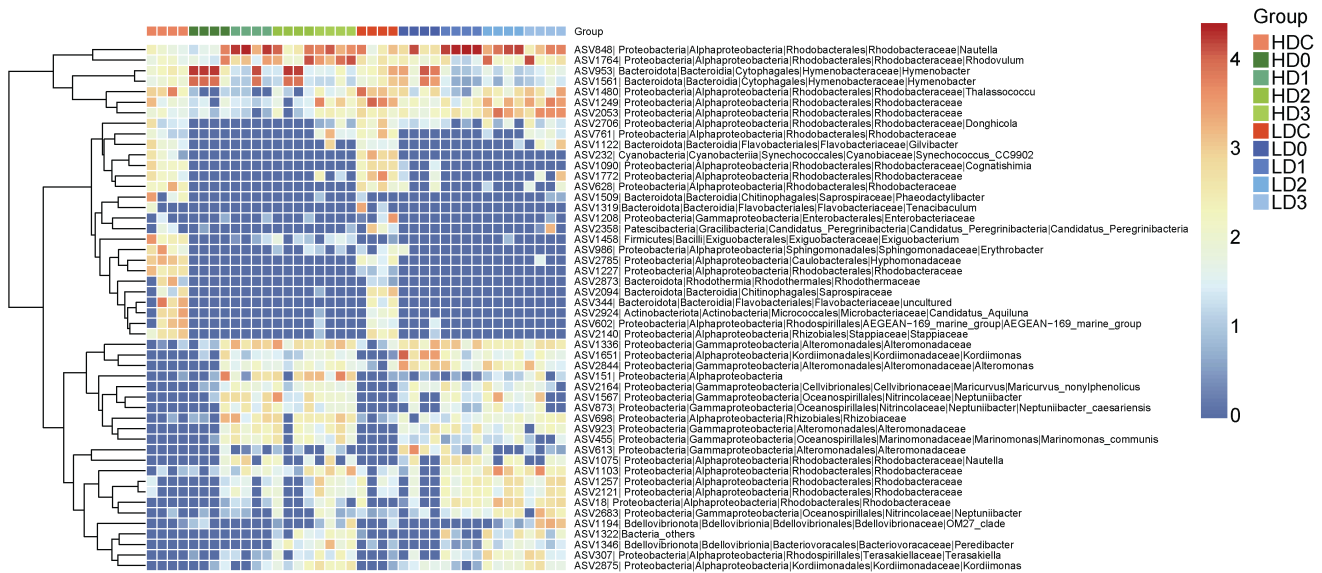 Group
ASV848| Proteobacteria|Alphaproteobacteria|Rhodobacterales|Rhodobacteraceae|Nautella
ASV1764| Proteobacteria|Alphaproteobacteria|Rhodobacterales|Rhodobacteraceae|Rhodovulum
ASV953| Bacteroidota|Bacteroidia|Cytophagales|Hymenobacteraceae|Hymenobacter
ASV1561| Bacteroidota|Bacteroidia|Cytophagales|Hymenobacteraceae|Hymenobacter
ASV1480| Proteobacteria|Alphaproteobacteria|Rhodobacterales|Rhodobacteraceae|Thalassococcu
ASV1249| Proteobacteria|Alphaproteobacteria|Rhodobacterales|Rhodobacteraceae
ASV2053| Proteobacteria|Alphaproteobacteria|Rhodobacterales|Rhodobacteraceae
ASV2706| Proteobacteria|Alphaproteobacteria|Rhodobacterales|Rhodobacteraceae|Donghicola
ASV761| Proteobacteria|Alphaproteobacteria|Rhodobacterales|Rhodobacteraceae
ASV1122| Bacteroidota|Bacteroidia|Flavobacteriales|Flavobacteriaceae|Gilvibacter
ASV232| Cyanobacteria|Cyanobacteriia|Synechococcales|Cyanobiaceae|Synechococcus_CC9902
ASV1090| Proteobacteria|Alphaproteobacteria|Rhodobacterales|Rhodobacteraceae|Cognatishimia
ASV1772| Proteobacteria|Alphaproteobacteria|Rhodobacterales|Rhodobacteraceae
ASV628| Proteobacteria|Alphaproteobacteria|Rhodobacterales|Rhodobacteraceae
ASV1509| Bacteroidota|Bacteroidia|Chitinophagales|Saprospiraceae|Phaeodactylibacter
ASV1319| Bacteroidota|Bacteroidia|Flavobacteriales|Flavobacteriaceae|Tenacibaculum
ASV1208| Proteobacteria|Gammaproteobacteria|Enterobacterales|Enterobacteriaceae
ASV2358| Patescibacteria|Gracilibacteria|Candidatus_Peregrinibacteria|Candidatus_Peregrinibacteria|Candidatus_Peregrinibacteria
ASV1458| Firmicutes|Bacilli|Exiguobacterales|Exiguobacteraceae|Exiguobacterium
ASV986| Proteobacteria|Alphaproteobacteria|Sphingomonadales|Sphingomonadaceae|Erythrobacter
ASV2785| Proteobacteria|Alphaproteobacteria|Caulobacterales|Hyphomonadaceae
ASV1227| Proteobacteria|Alphaproteobacteria|Rhodobacterales|Rhodobacteraceae
ASV2873| Bacteroidota|Rhodothermia|Rhodothermales|Rhodothermaceae
ASV2094| Bacteroidota|Bacteroidia|Chitinophagales|Saprospiraceae
ASV344| Bacteroidota|Bacteroidia|Flavobacteriales|Flavobacteriaceae|uncultured
ASV2924| Actinobacteriota|Actinobacteria|Micrococcales|Microbacteriaceae|Candidatus_Aquiluna
ASV602| Proteobacteria|Alphaproteobacteria|Rhodospirillales|AEGEAN−169_marine_group|AEGEAN−169_marine_group
ASV2140| Proteobacteria|Alphaproteobacteria|Rhizobiales|Stappiaceae|Stappiaceae
ASV1336| Proteobacteria|Gammaproteobacteria|Alteromonadales|Alteromonadaceae
ASV1651| Proteobacteria|Alphaproteobacteria|Kordiimonadales|Kordiimonadaceae|Kordiimonas
ASV2844| Proteobacteria|Gammaproteobacteria|Alteromonadales|Alteromonadaceae|Alteromonas
ASV151| Proteobacteria|Alphaproteobacteria
ASV2164| Proteobacteria|Gammaproteobacteria|Cellvibrionales|Cellvibrionaceae|Maricurvus|Maricurvus_nonylphenolicus
ASV1567| Proteobacteria|Gammaproteobacteria|Oceanospirillales|Nitrincolaceae|Neptuniibacter
ASV873| Proteobacteria|Gammaproteobacteria|Oceanospirillales|Nitrincolaceae|Neptuniibacter|Neptuniibacter_caesariensis
ASV698| Proteobacteria|Alphaproteobacteria|Rhizobiales|Rhizobiaceae
ASV923| Proteobacteria|Gammaproteobacteria|Alteromonadales|Alteromonadaceae
ASV455| Proteobacteria|Gammaproteobacteria|Oceanospirillales|Marinomonadaceae|Marinomonas|Marinomonas_communis
ASV613| Proteobacteria|Gammaproteobacteria|Alteromonadales|Alteromonadaceae
ASV1075| Proteobacteria|Alphaproteobacteria|Rhodobacterales|Rhodobacteraceae|Nautella
ASV1103| Proteobacteria|Alphaproteobacteria|Rhodobacterales|Rhodobacteraceae
ASV1257| Proteobacteria|Alphaproteobacteria|Rhodobacterales|Rhodobacteraceae
ASV2121| Proteobacteria|Alphaproteobacteria|Rhodobacterales|Rhodobacteraceae
ASV18| Proteobacteria|Alphaproteobacteria|Rhodobacterales|Rhodobacteraceae
ASV2683| Proteobacteria|Gammaproteobacteria|Oceanospirillales|Nitrincolaceae|Neptuniibacter
ASV1194| Bdellovibrionota|Bdellovibrionia|Bdellovibrionales|Bdellovibrionaceae|OM27_clade
ASV1322|Bacteria_others
ASV1346| Bdellovibrionota|Bdellovibrionia|Bacteriovoracales|Bacteriovoracaceae|Peredibacter
ASV307| Proteobacteria|Alphaproteobacteria|Rhodospirillales|Terasakiellaceae|Terasakiella
ASV2875| Proteobacteria|Alphaproteobacteria|Kordiimonadales|Kordiimonadaceae|Kordiimonas
4
3
2
1
0
Group
HDC
HD0
HD1
HD2
HD3
LDC
LD0
LD1
LD2
LD3